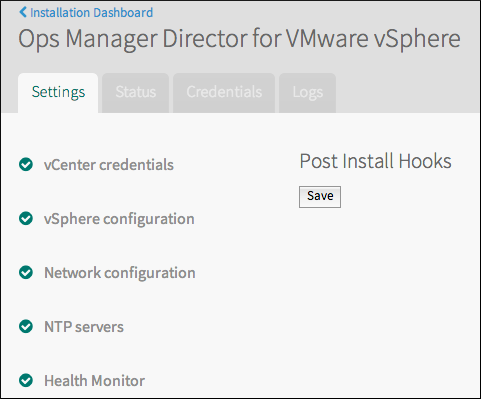 Installation Dashboard
Ops Manager Director for VMware vSphere
Settings Status Credentials Logs
vCenter credentials
Post Install Hooks
Save
vSphere configuration
Network configuration
NTP servers
Health Monitor